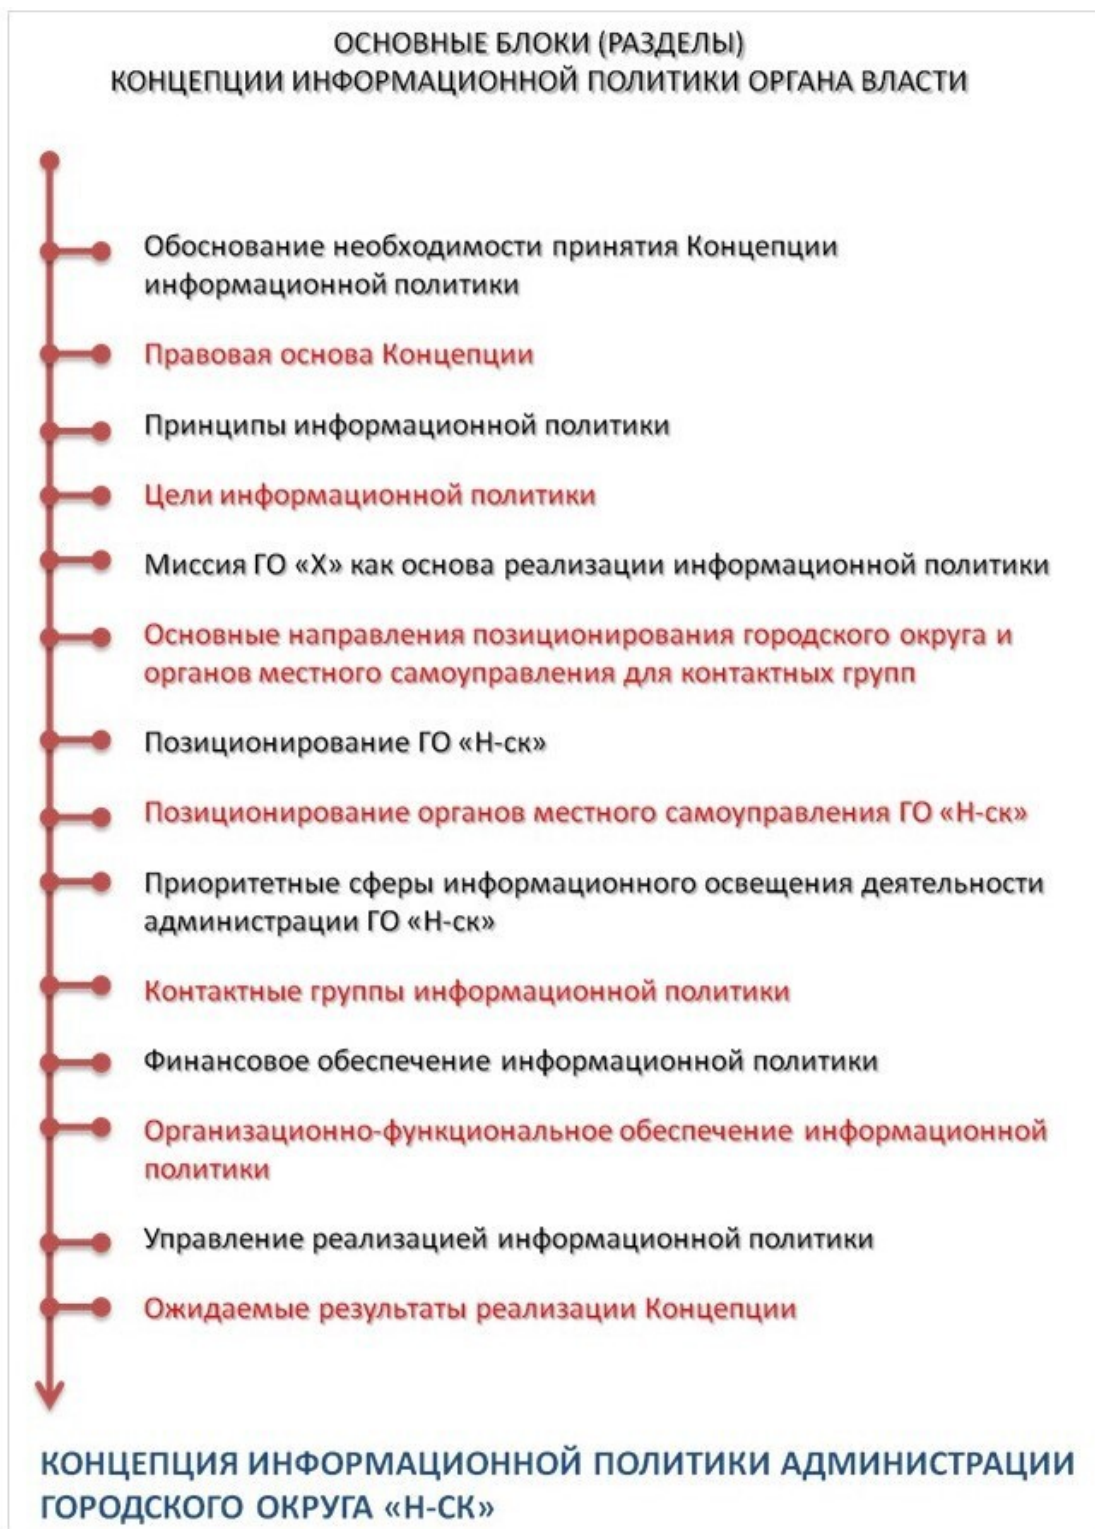 ОСНОВНЫЕ БЛОКИ (РАЗДЕЛЫ)
КОНЦЕПЦИИ ИНФОРМАЦИОННОЙ ПОЛИТИКИ ОРГАНА ВЛАСТИ
Обоснование необходимости принятия Концепции
информационной политики
Правовая основа Концепции
Принципы информационной политики
Цели информационной политики
Миссия ГО «Х» как основа реализации информационной политики
Основные направления позиционирования городского округа и
органов местного самоуправления для контактных групп
Позиционирование ГО «Н-ск»
Позиционирование органов местного самоуправления ГО «Н-ск»
Приоритетные сферы информационного освещения деятельности
администрации ГО «Н-ск»
Контактные группы информационной политики
Финансовое обеспечение информационной политики
Организационно-функциональное обеспечение информационной
политики
Управление реализацией информационной политики
Ожидаемые результаты реализации Концепции
КОНЦЕПЦИЯ ИНФОРМАЦИОННОЙ ПОЛИТИКИ АДМИНИСТРАЦИИ
ГОРОДСКОГО ОКРУГА «Н-СК»